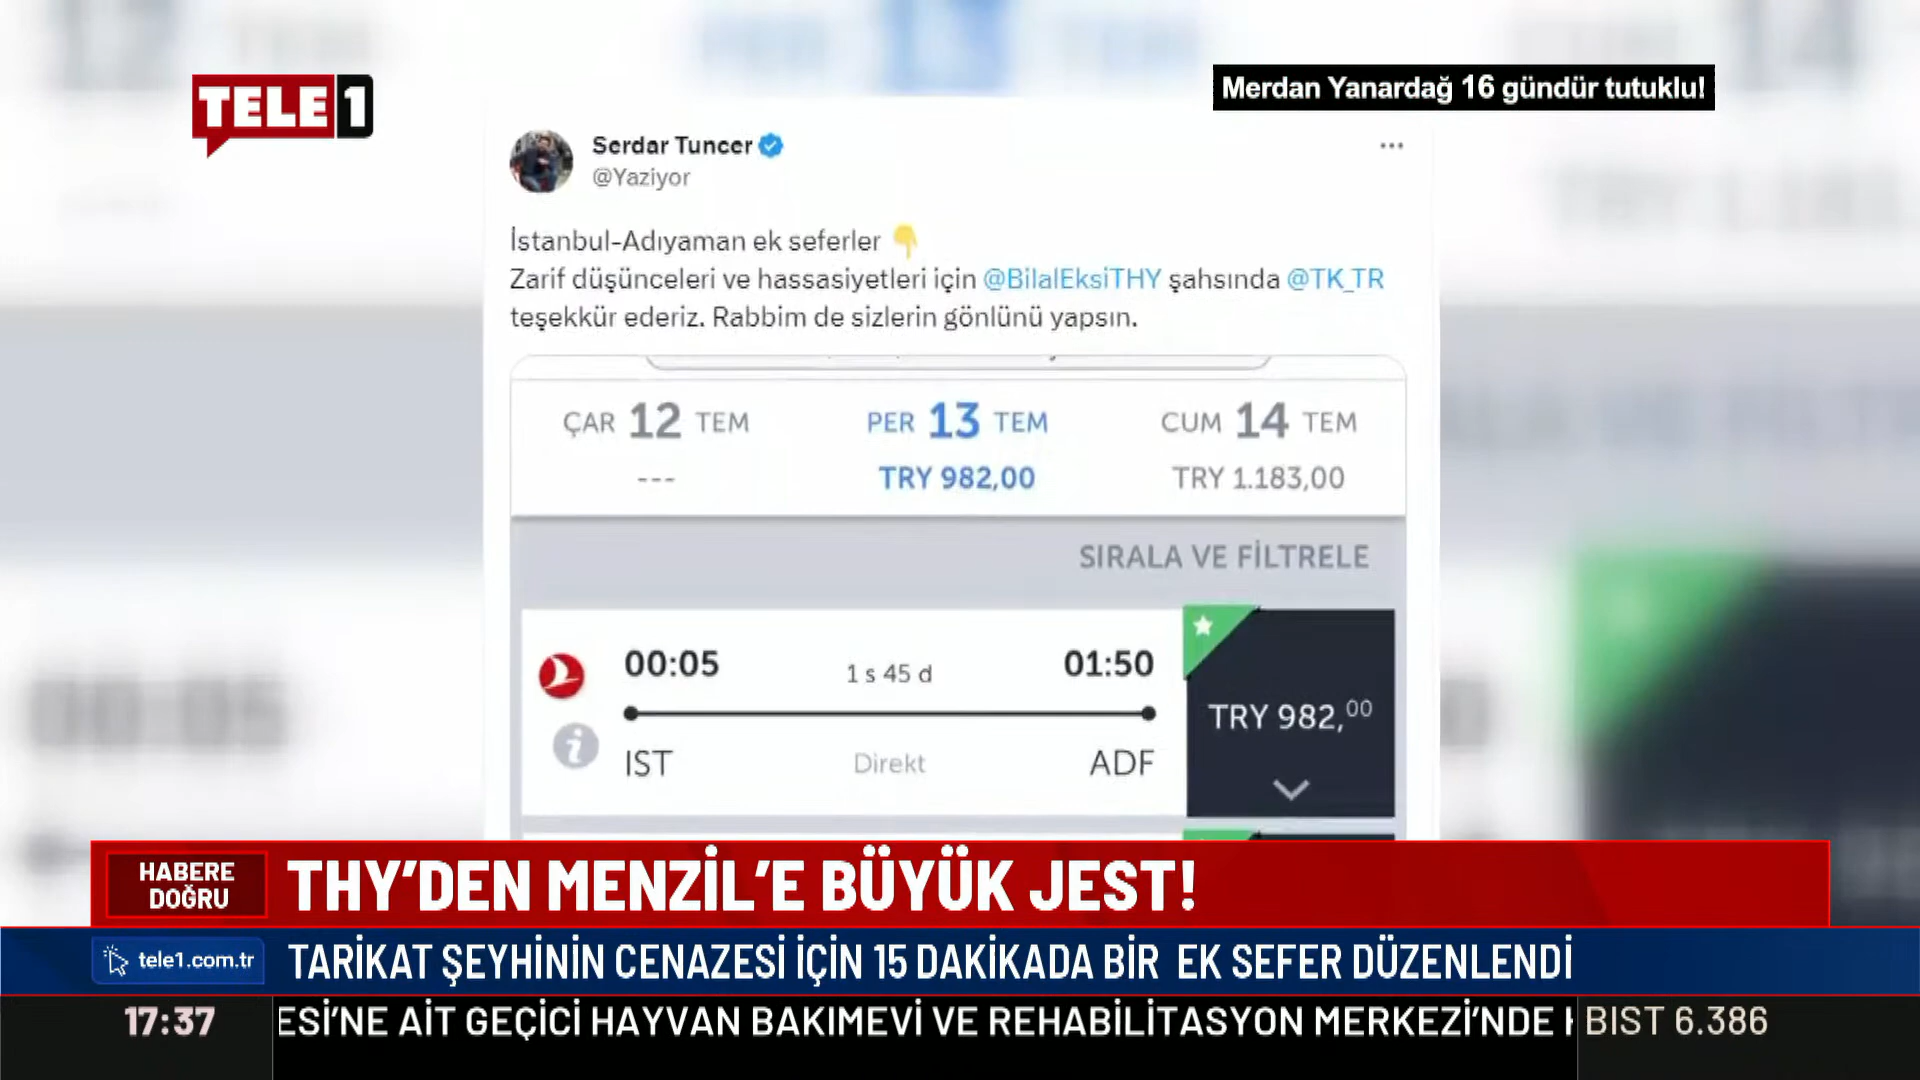 TELE1
Merdan Yanardağ 16 gündür tutuklu!
Serdar Tuncer
@Yaziyor
İstanbul-Adıyaman ek seferler
Zarif düşünceleri ve hassasiyetleri için @BilalEksiTHY şahsında @TK_TR
teşekkür ederiz. Rabbim de sizlerin gönlünü yapsın.
ÇAR 12 TEM
PER 13 TEM
CUM 14 TEM
---
TRY 982,00
TRY 1.183,00
SIRALA VE FİLTRELE
00:05
1 s 45 d
01:50
TRY 982,00
IST
Direkt
ADF
HABERE
DOĞRU
THY'DEN MENZİL'E BÜYÜK JEST!
tele1.com.tr
TARİKAT ŞEYHİNİN CENAZESİ İÇİN 15 DAKİKADA BİR EK SEFER DÜZENLENDİ
17:37
ESİ'NE AİT GEÇİCİ HAYVAN BAKIMEVİ VE REHABİLİTASYON MERKEZİ'NDE
BIST 6.386